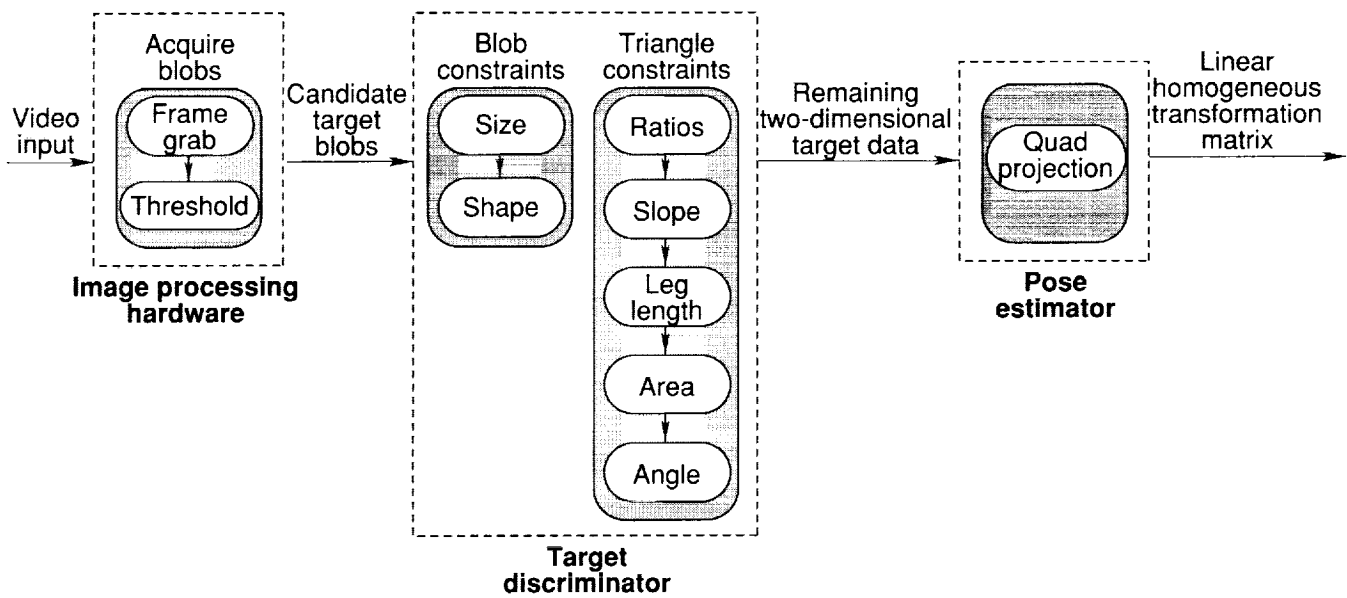 Video
input
Acquire
blobs
Frame
grab
Threshold
Image processing
hardware
Candidate
target
blobs
Blob
constraints
Size
Shape
Triangle
constraints
Ratios
Slope
Leg
length
Area
Angle
Target
discriminator
Remaining
two-dimensional
target data
Quad
projection
Pose
estimator
Linear
homogeneous
transformation
matrix